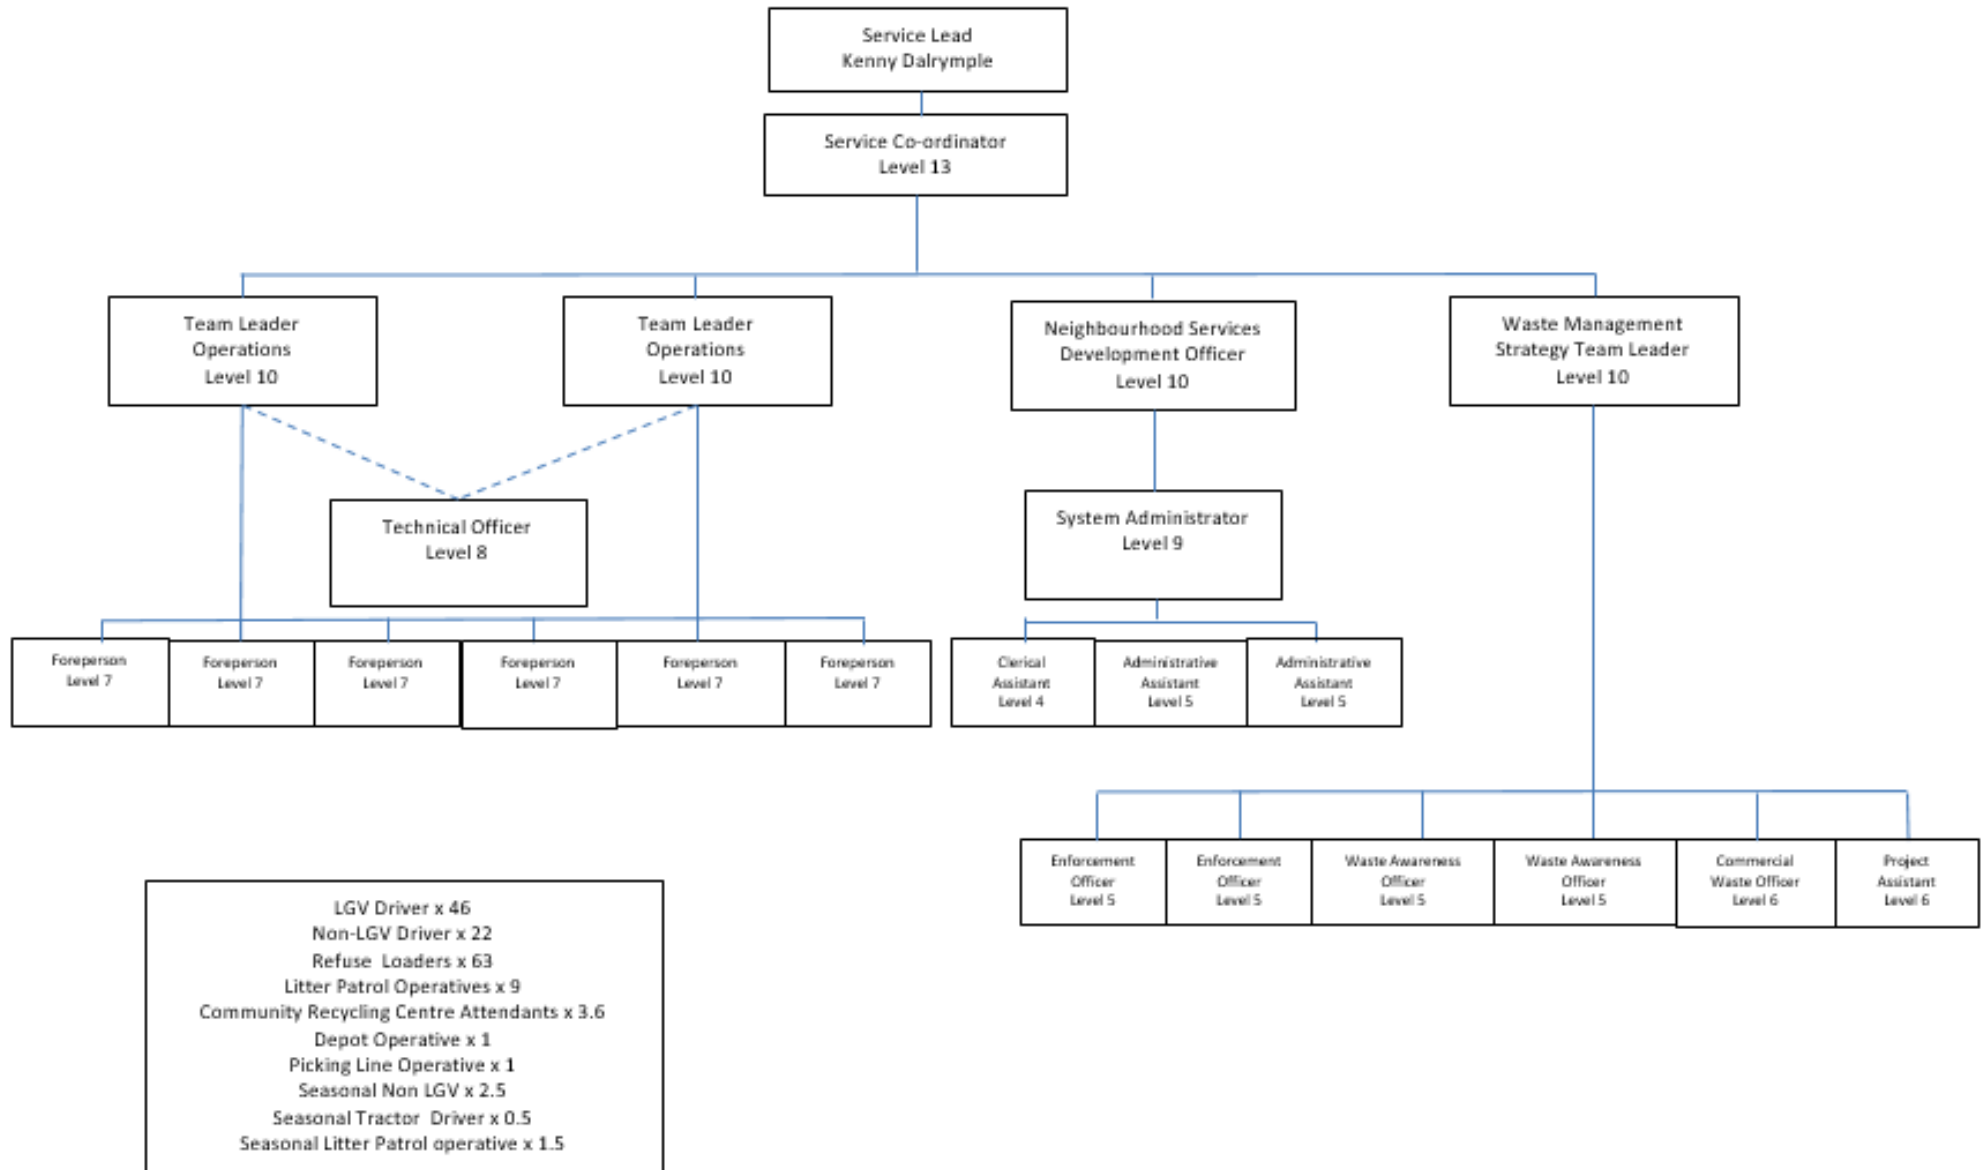 Service Lead
Kenny Dalrymple
Service Co-ordinator
Level 13
Team Leader
Operations
Level 10
Team Leader
Operations
Level 10
Neighbourhood Services
Development Officer
Level 10
Waste Management
Strategy Team Leader
Level 10
Technical Officer
Level 8
System Administrator
Level 9
Foreperson
Level 7
Foreperson
Level 7
Foreperson
Level 7
Foreperson
Level 7
Foreperson
Level 7
Foreperson
Level 7
Clerical
Assistant
Level 4
Administrative
Assistant
Level 5
Administrative
Assistant
Level 5
Enforcement
Officer
Level 5
Enforcement
Officer
Level 5
Waste Awareness
Officer
Level 5
Waste Awareness
Officer
Level 5
Commercial
Waste Officer
Level 6
Project
Assistant
Level 6
LGV Driver x 46
Non-LGV Driver x 22
Refuse Loaders x 63
Litter Patrol Operatives x 9
Community Recycling Centre Attendants x 3.6
Depot Operative x 1
Picking Line Operative x 1
Seasonal Non LGV x 2.5
Seasonal Tractor Driver x 0.5
Seasonal Litter Patrol operative x 1.5